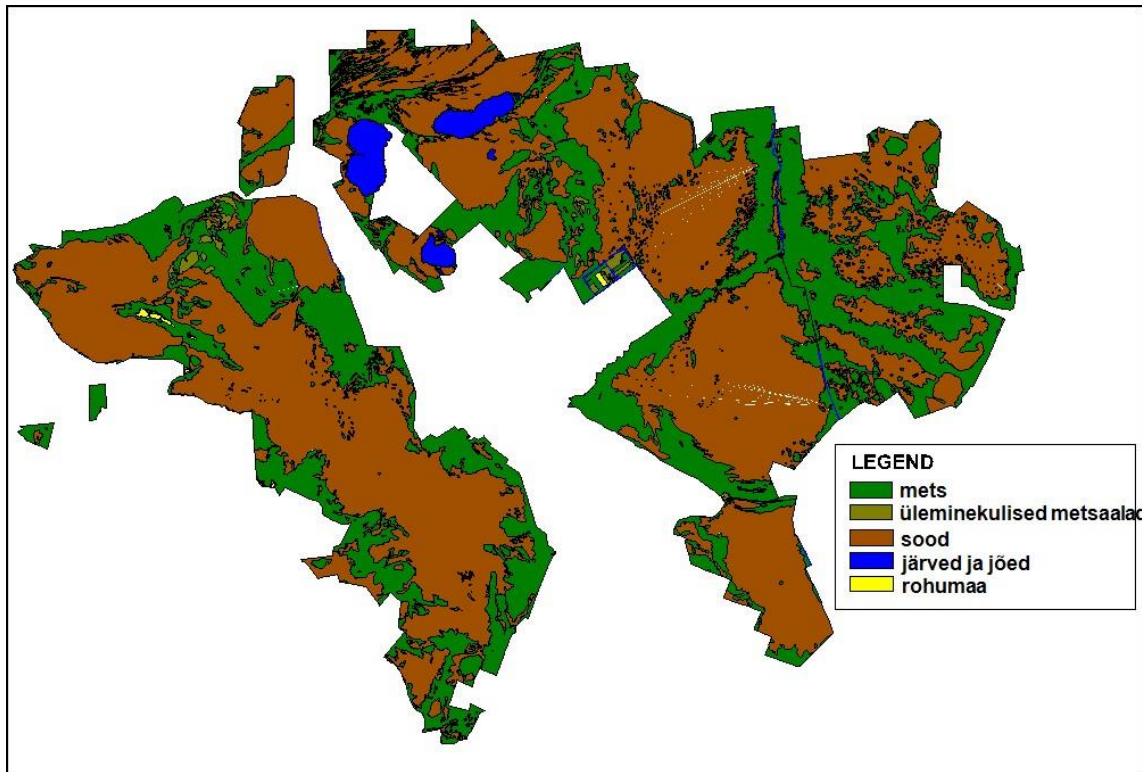 LEGEND
mets
üleminekulised metsaalad
sood
järved ja jõed
rohumaa